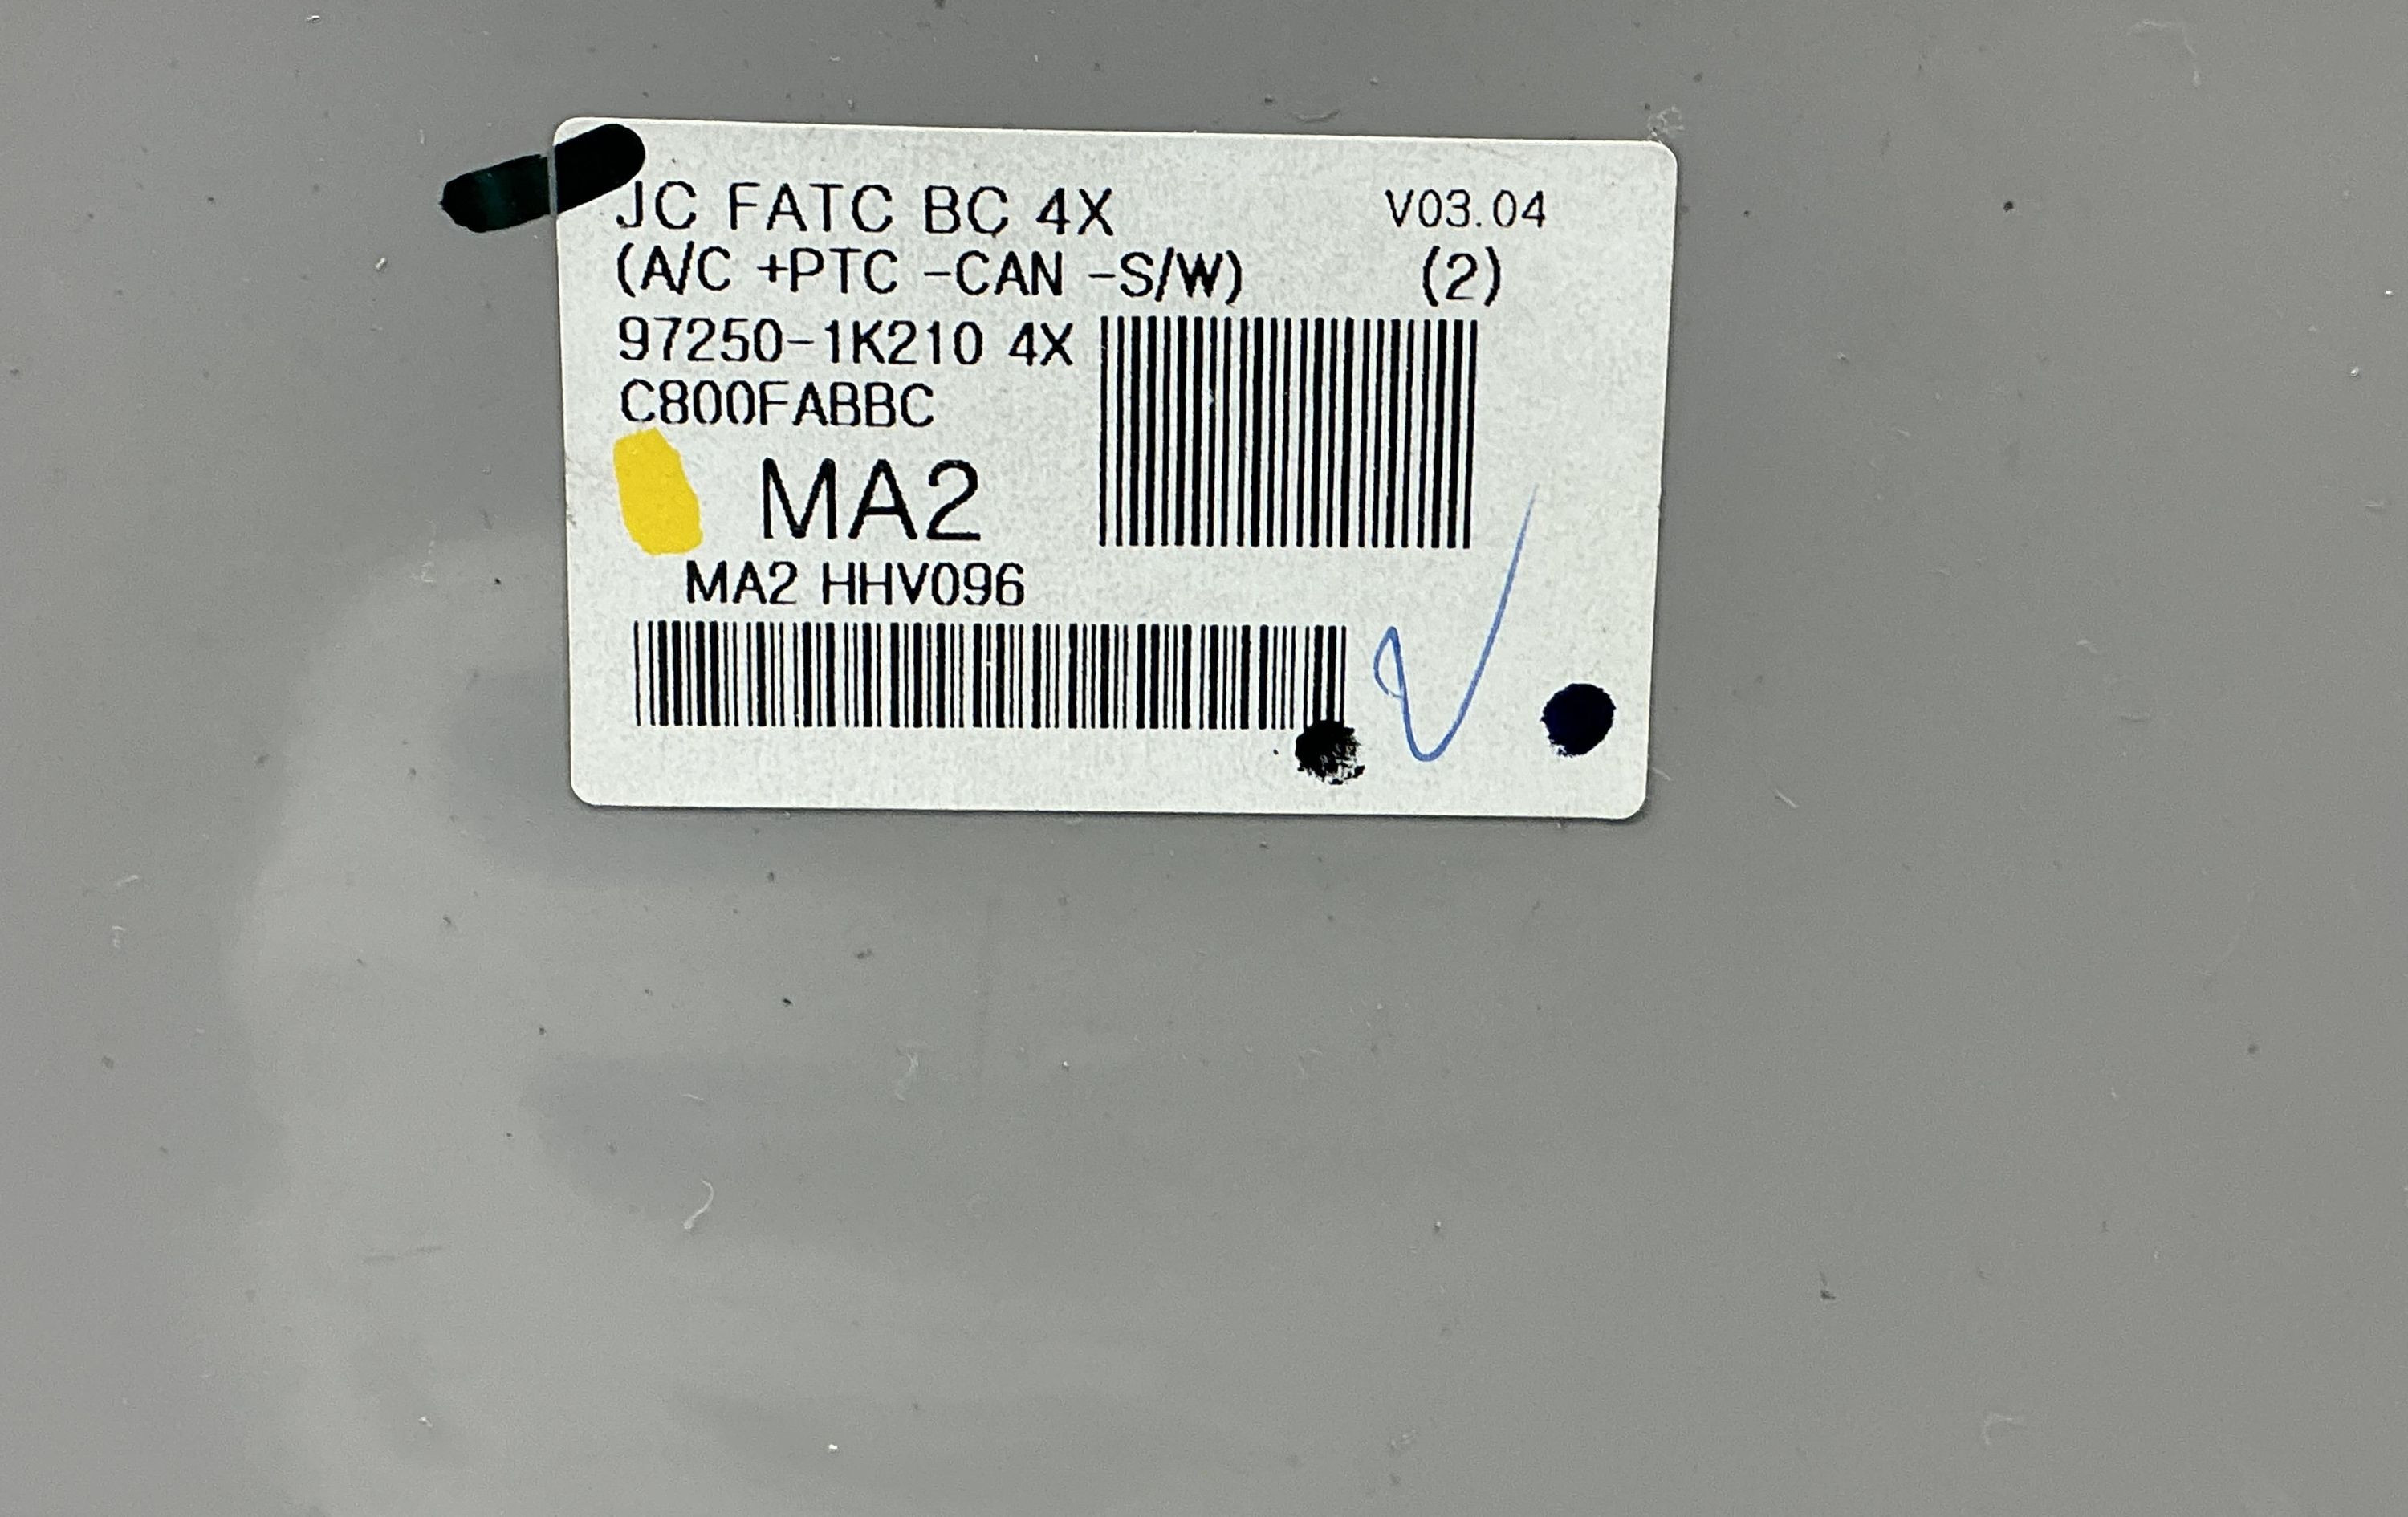 JC FATC BC 4X V03.04
(A/C +PTC -CAN -S/W) (2)
97250-1K210 4X
C800FABBC
MA2
MA2 HHV096